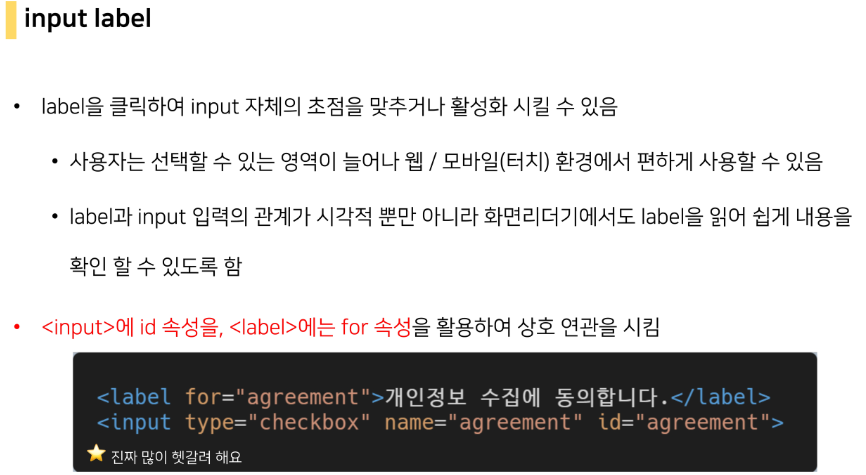 input label
• label을 클릭하여 input 자체의 초점을 맞추거나 활성화 시킬 수 있음
• 사용자는 선택할 수 있는 영역이 늘어나 웹 / 모바일(터치) 환경에서 편하게 사용할 수 있음
• label과 input 입력의 관계가 시각적 뿐만 아니라 화면리더기에서도 label을 읽어 쉽게 내용을
확인 할 수 있도록 함
• <input>에 id 속성을, <label>에는 for 속성을 활용하여 상호 연관을 시킴
<label for="agreement">개인정보 수집에 동의합니다.</label>
<input type="checkbox" name="agreement" id="agreement">
⭐ 진짜 많이 헷갈려 해요